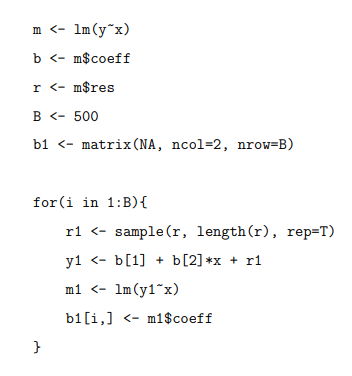 m <- lm(y~x)
b <- m$coeff
r <- m$res
B <- 500
b1 <- matrix(NA, ncol=2, nrow=B)
for(i in 1:B){
r1 <- sample(r, length(r), rep=T)
y1 <- b[1] + b[2]*x + r1
m1 <- lm(y1~x)
b1[i,] <- m1$coeff
}